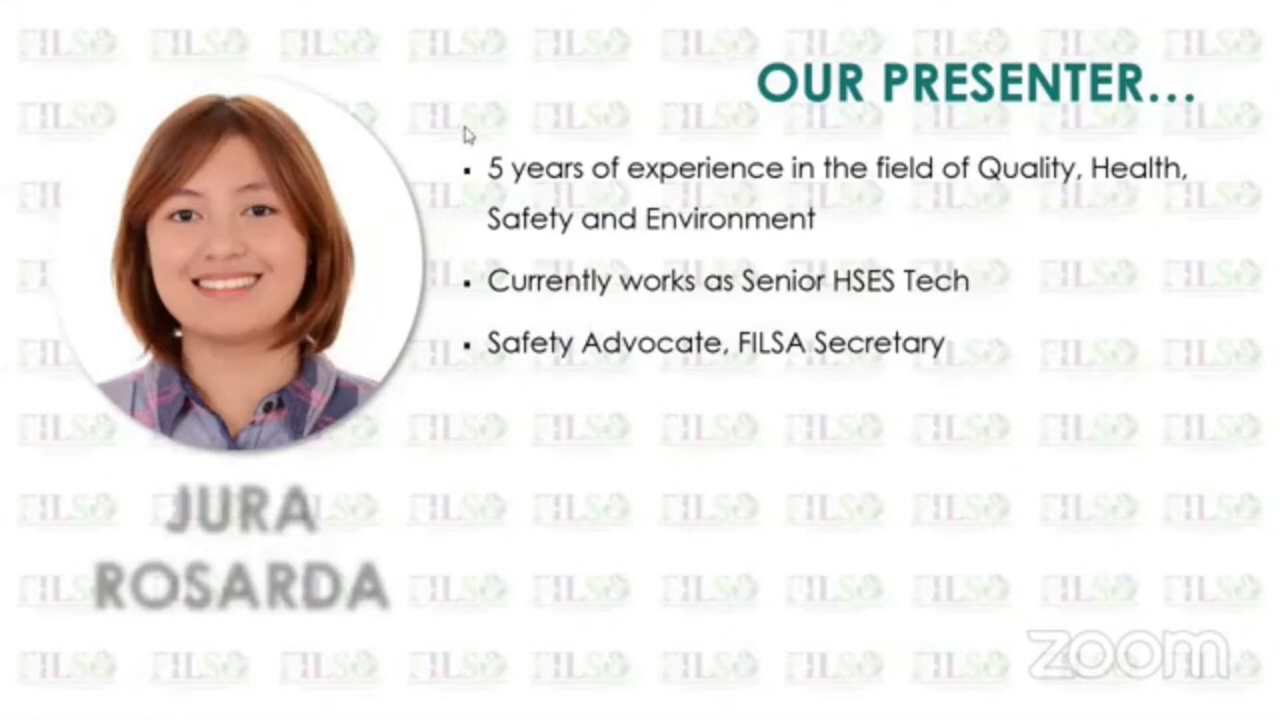 OUR PRESENTER...
▪ 5 years of experience in the field of Quality, Health,
Safety and Environment
▪ Currently works as Senior HSES Tech
▪ Safety Advocate, FILSA Secretary
JURA
ROSARDA
zoom